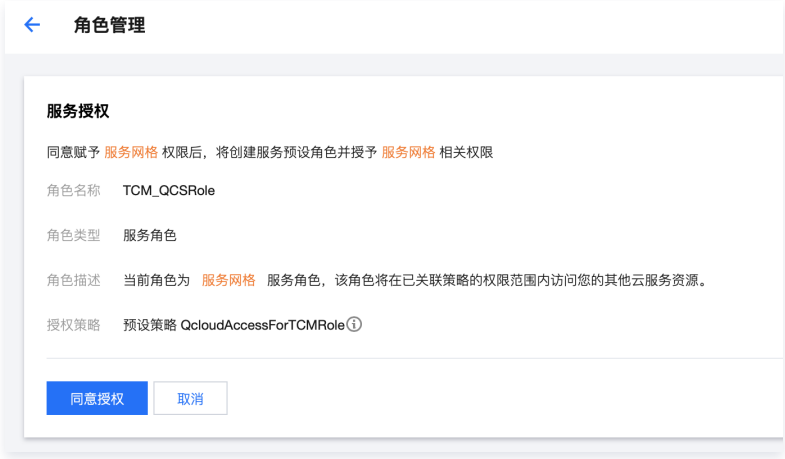 角色管理
服务授权
同意赋予 服务网格 权限后，将创建服务预设角色并授予 服务网格 相关权限
角色名称 TCM_QCSRole
角色类型 服务角色
角色描述 当前角色为 服务网格 服务角色，该角色将在已关联策略的权限范围内访问您的其他云服务资源。
授权策略 预设策略 QcloudAccessForTCMRole
同意授权 取消